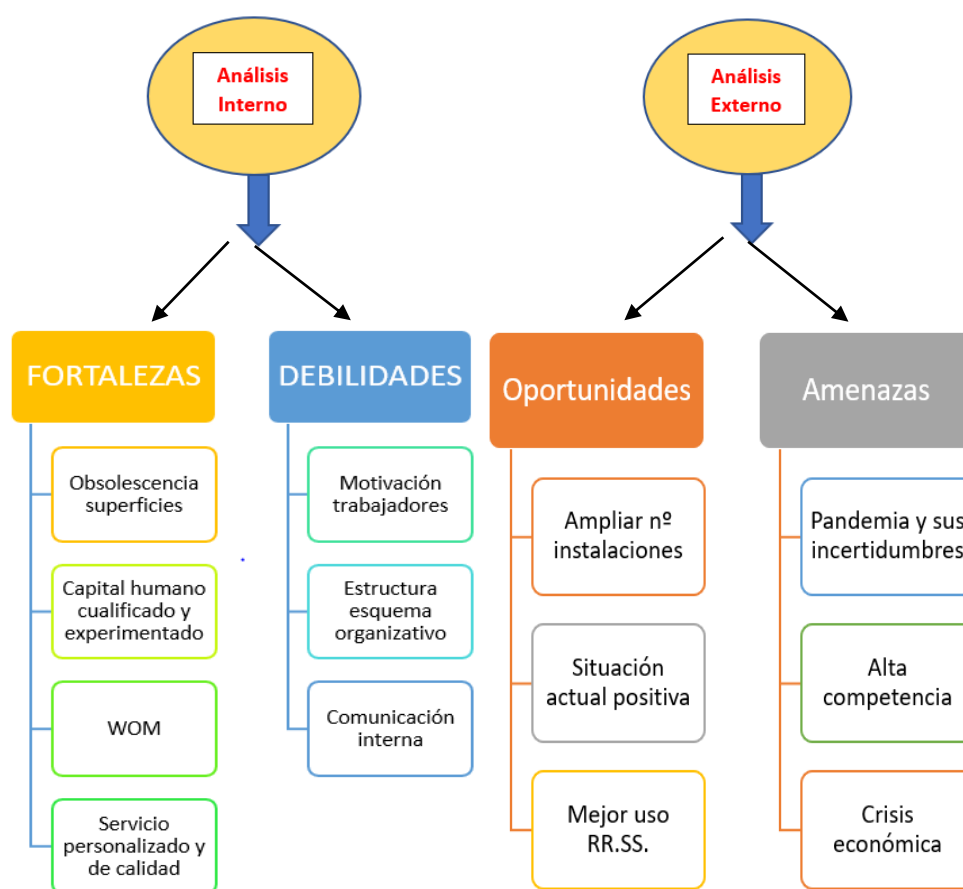 Análisis
Interno
Análisis
Externo
FORTALEZAS
Obsolescencia
superficies
Capital humano
cualificado y
experimentado
WOM
Servicio
personalizado y
de calidad
DEBILIDADES
Motivación
trabajadores
Estructura
esquema
organizativo
Comunicación
interna
Oportunidades
Ampliar nº
instalaciones
Situación
actual positiva
Mejor uso
RR.SS.
Amenazas
Pandemia y sus
incertidumbres
Alta
competencia
Crisis
económica